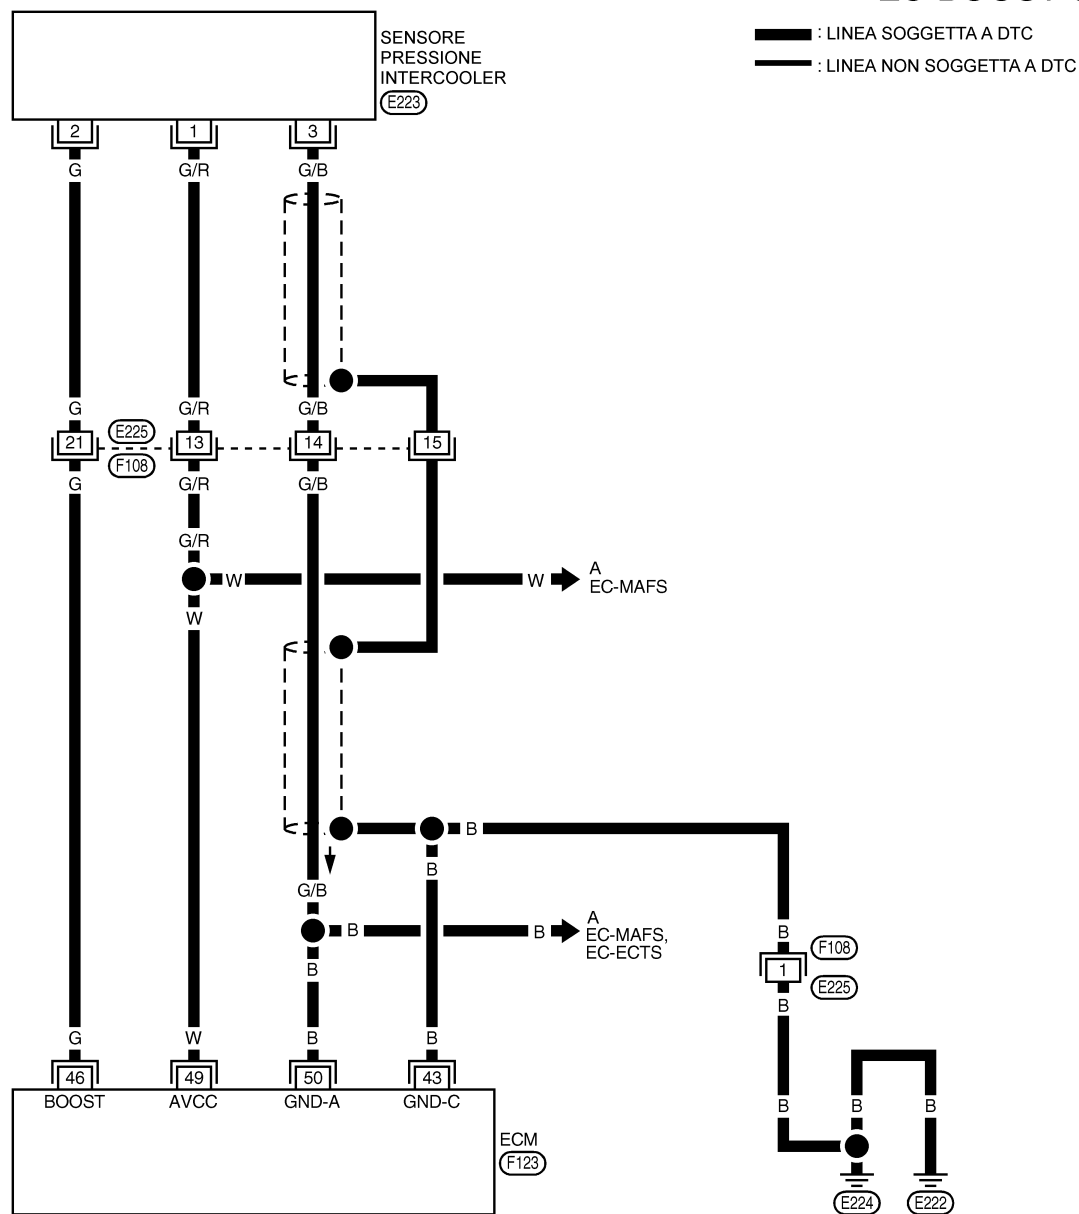 : LINEA SOGGETTA A DTC
: LINEA NON SOGGETTA A DTC
SENSORE
PRESSIONE
INTERCOOLER
E223
2 1 3
G G/R G/B
G G/R G/B
21 E225 13 14 15
F108
G G/R G/B
G/R
W W A
EC-MAFS
W
B
B
G/B
B B A
EC-MAFS,
EC-ECTS
B F108
1
E225
B
B
G W B B
46 49 50 43
BOOST AVCC GND-A GND-C
B B B
ECM
F123
E224 E222